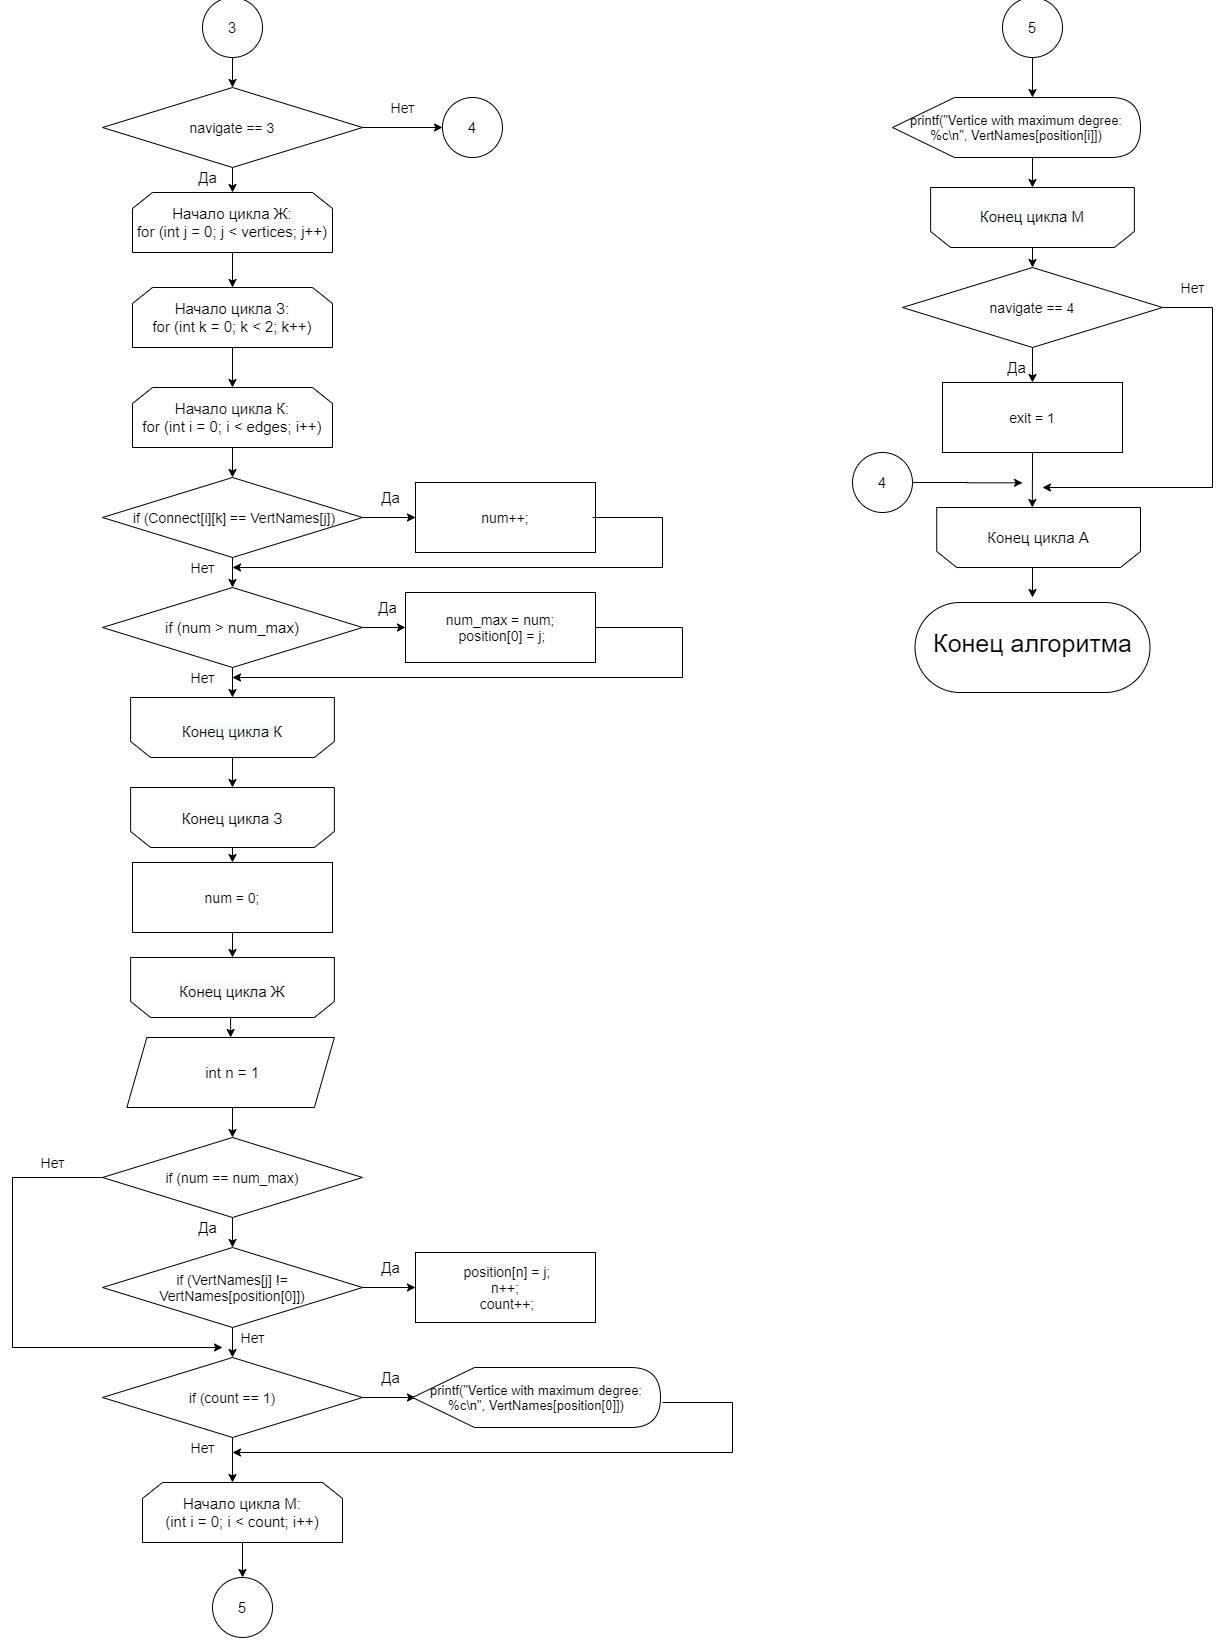 3
navigate == 3
Нет
4
Да
Начало цикла Ж:
for (int j = 0; j < vertices; j++)
Начало цикла З:
for (int k = 0; k < 2; k++)
Начало цикла К:
for (int i = 0; i < edges; i++)
if (Connect[i][k] == VertNames[j])
Да
num++;
Нет
if (num > num_max)
Да
num_max = num;
position[0] = j;
Нет
Конец цикла К
Конец цикла З
num = 0;
Конец цикла Ж
int n = 1
Нет
if (num == num_max)
Да
if (VertNames[j] !=
VertNames[position[0]])
Да
position[n] = j;
n++;
count++;
Нет
if (count == 1)
Да
printf("Vertice with maximum degree:
%c\n", VertNames[position[0]])
Нет
Начало цикла М:
(int i = 0; i < count; i++)
5
5
printf("Vertice with maximum degree:
%c\n", VertNames[position[i]])
Конец цикла М
navigate == 4
Нет
Да
exit = 1
4
Конец цикла А
Конец алгоритма